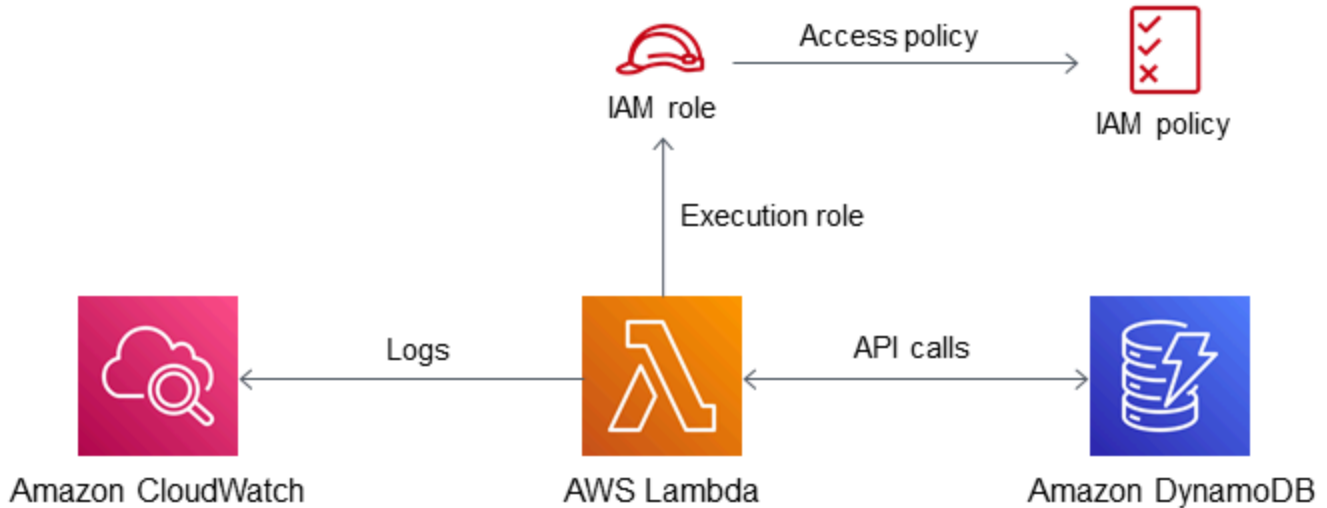 Access policy
IAM role
IAM policy
Execution role
Logs
API calls
Amazon CloudWatch
AWS Lambda
Amazon DynamoDB